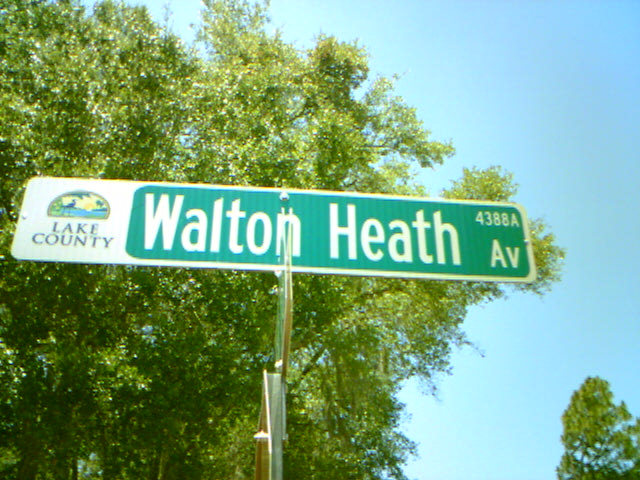 LAKE
COUNTY
Walton Heath
4388A
Av